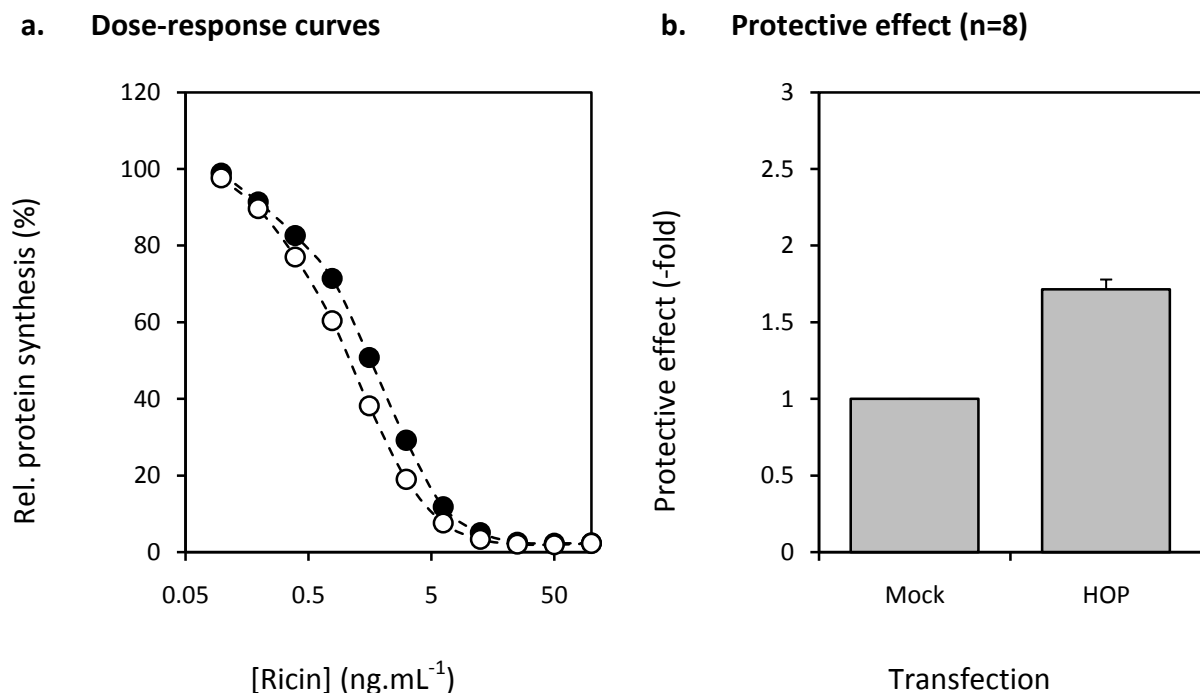 a. Dose-response curves
120
100
80
60
40
20
0
0.05 0.5 5 50
Rel. protein synthesis (%)
[Ricin] (ng.mL⁻¹)
b. Protective effect (n=8)
3
2.5
2
1.5
1
0.5
0
Mock HOP
Protective effect (-fold)
Transfection